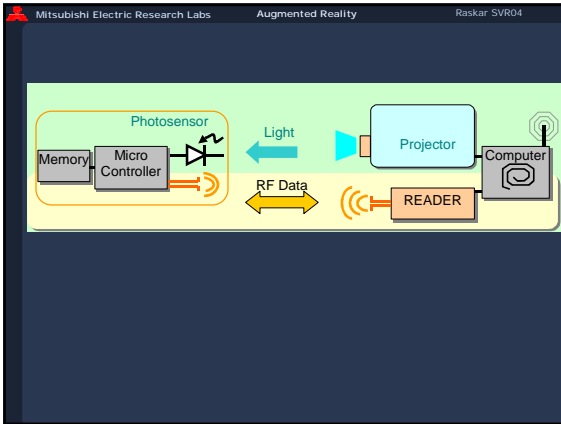 Mitsubishi Electric Research Labs Augmented Reality Raskar SVR04
Photosensor
Light
Projector
Memory
Micro
Controller
Computer
RF Data
READER